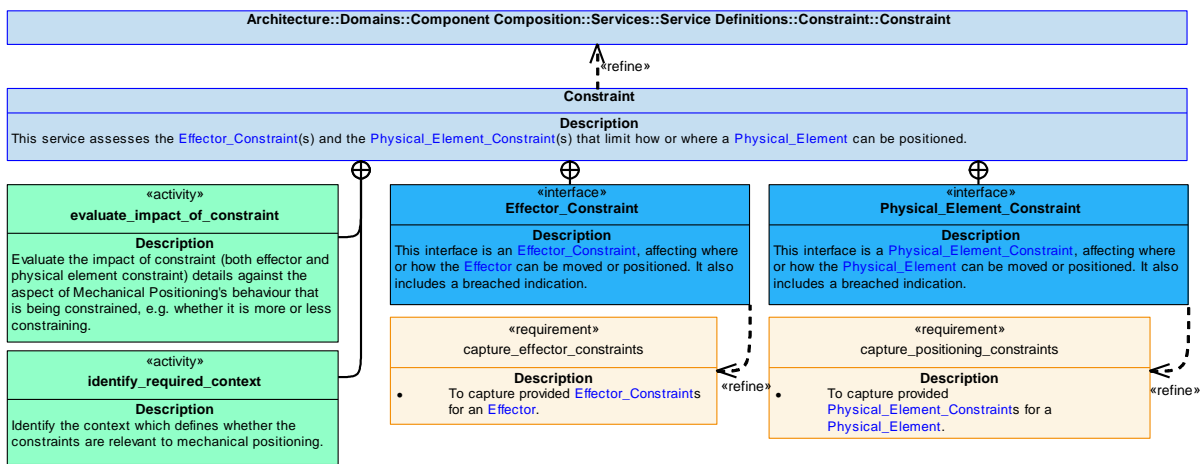 Architecture::Domains::Component Composition::Services::Service Definitions::Constraint::Constraint
«refine»
Constraint
Description
This service assesses the Effector_Constraint(s) and the Physical_Element_Constraint(s) that limit how or where a Physical_Element can be positioned.
«activity»
evaluate_impact_of_constraint
Description
Evaluate the impact of constraint (both effector and
physical element constraint) details against the
aspect of Mechanical Positioning's behaviour that
is being constrained, e.g. whether it is more or less
constraining.
«activity»
identify_required_context
Description
Identify the context which defines whether the
constraints are relevant to mechanical positioning.
«interface»
Effector_Constraint
Description
This interface is an Effector_Constraint, affecting where
or how the Effector can be moved or positioned. It also
includes a breached indication.
«requirement»
capture_effector_constraints
Description
• To capture provided Effector_Constraints
for an Effector.
«refine»
«interface»
Physical_Element_Constraint
Description
This interface is a Physical_Element_Constraint, affecting where
or how the Physical_Element can be moved or positioned. It also
includes a breached indication.
«requirement»
capture_positioning_constraints
Description
• To capture provided
Physical_Element_Constraints for a
Physical_Element.
«refine»